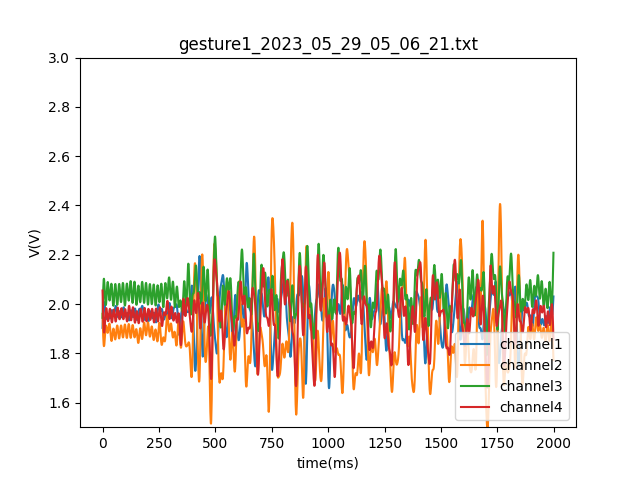 gesture1_2023_05_29_05_06_21.txt
3.0
2.8
2.6
2.4
2.2
2.0
1.8
1.6
V(V)
channel1
channel2
channel3
channel4
0 250 500 750 1000 1250 1500 1750 2000
time(ms)